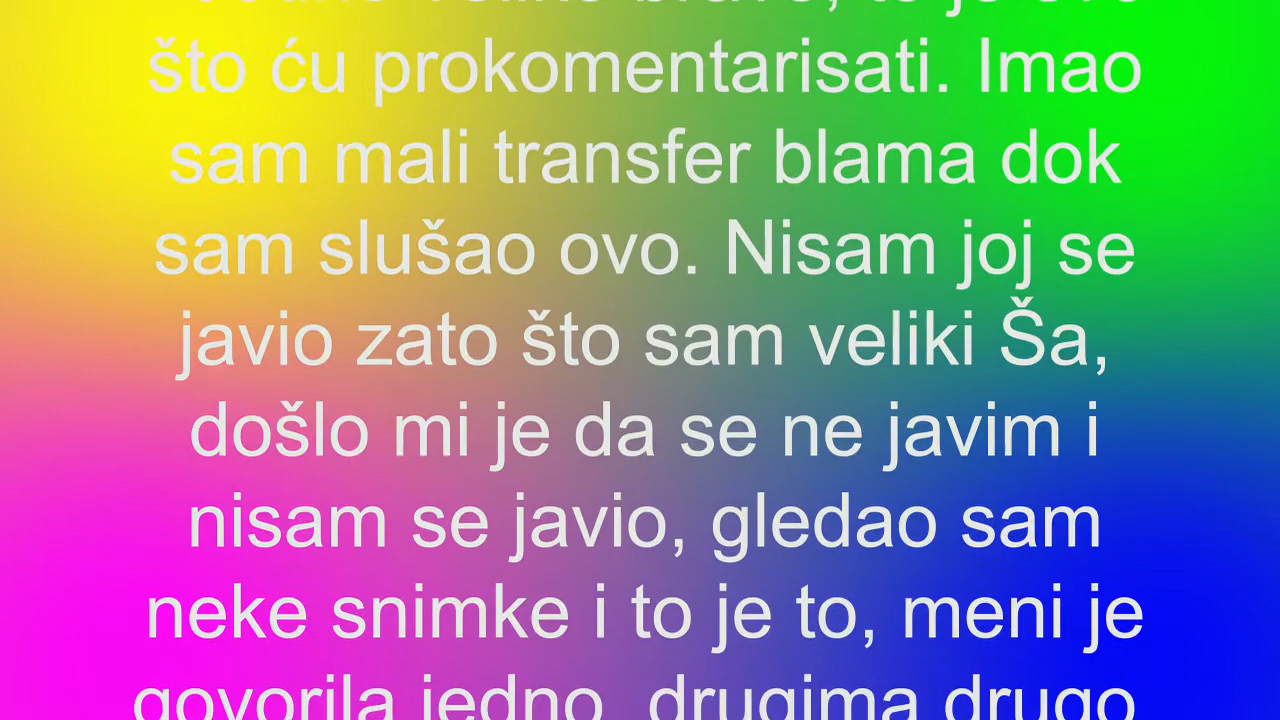 što ću prokomentarisati. Imao
sam mali transfer blama dok
sam slušao ovo. Nisam joj se
javio zato što sam veliki Ša,
došlo mi je da se ne javim i
nisam se javio, gledao sam
neke snimke i to je to, meni je
govorila jedno, drugima drugo,